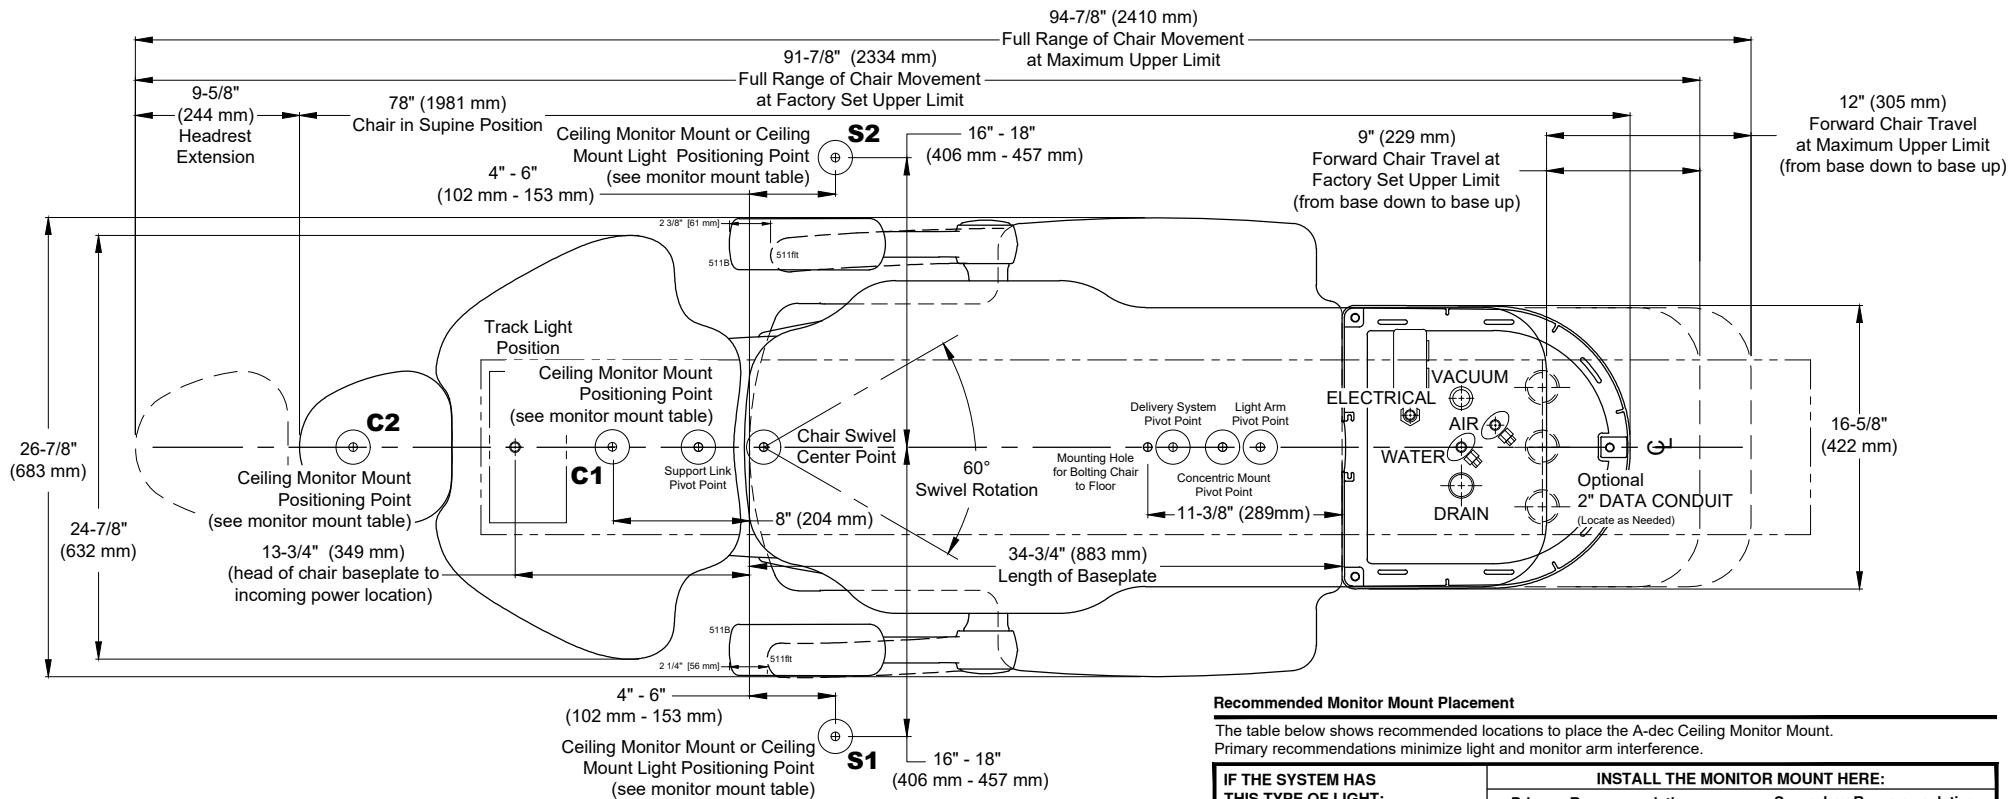 94-7/8" (2410 mm)
Full Range of Chair Movement
at Maximum Upper Limit
91-7/8" (2334 mm)
Full Range of Chair Movement
at Factory Set Upper Limit
9-5/8"
(244 mm)
Headrest
Extension
78" (1981 mm)
Chair in Supine Position
Ceiling Monitor Mount or Ceiling
Mount Light Positioning Point
(see monitor mount table)
S2
16" - 18"
(406 mm - 457 mm)
4" - 6"
(102 mm - 153 mm)
9" (229 mm)
Forward Chair Travel at
Factory Set Upper Limit
(from base down to base up)
12" (305 mm)
Forward Chair Travel
at Maximum Upper Limit
(from base down to base up)
2 3/8" [61 mm]
511B
511flt
Track Light
Position
Ceiling Monitor Mount
Positioning Point
(see monitor mount table)
C2
C1
Ceiling Monitor Mount
Positioning Point
(see monitor mount table)
Support Link
Pivot Point
Chair Swivel
Center Point
60°
Swivel Rotation
Delivery System
Pivot Point
Light Arm
Pivot Point
Mounting Hole
for Bolting Chair
to Floor
Concentric Mount
Pivot Point
ELECTRICAL
VACUUM
AIR
WATER
DRAIN
CL
Optional
2" DATA CONDUIT
(Locate as Needed)
16-5/8"
(422 mm)
26-7/8"
(683 mm)
24-7/8"
(632 mm)
8" (204 mm)
11-3/8" (289mm)
13-3/4" (349 mm)
(head of chair baseplate to
incoming power location)
34-3/4" (883 mm)
Length of Baseplate
511B
511flt
2 1/4" [56 mm]
4" - 6"
(102 mm - 153 mm)
Ceiling Monitor Mount or Ceiling
Mount Light Positioning Point
(see monitor mount table)
S1
16" - 18"
(406 mm - 457 mm)
Recommended Monitor Mount Placement
The table below shows recommended locations to place the A-dec Ceiling Monitor Mount.
Primary recommendations minimize light and monitor arm interference.
IF THE SYSTEM HAS
THIS TYPE OF LIGHT:
INSTALL THE MONITOR MOUNT HERE: